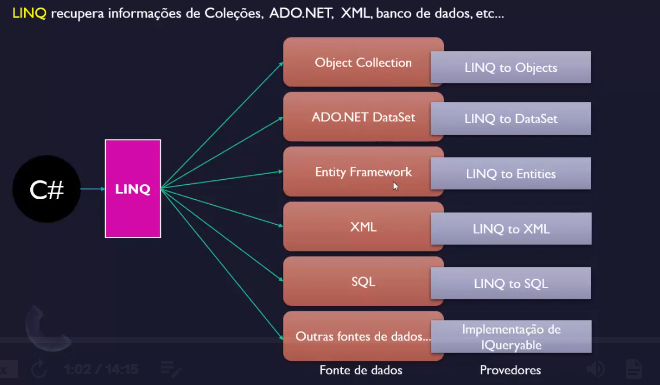 LINQ recupera informações de Coleções, ADO.NET, XML, banco de dados, etc...
Object Collection
LINQ to Objects
ADO.NET DataSet
LINQ to DataSet
C#
LINQ
Entity Framework
LINQ to Entities
XML
LINQ to XML
SQL
LINQ to SQL
Outras fontes de dados...
Implementação de
IQueryable
Fonte de dados
Provedores
1:02 / 14:15